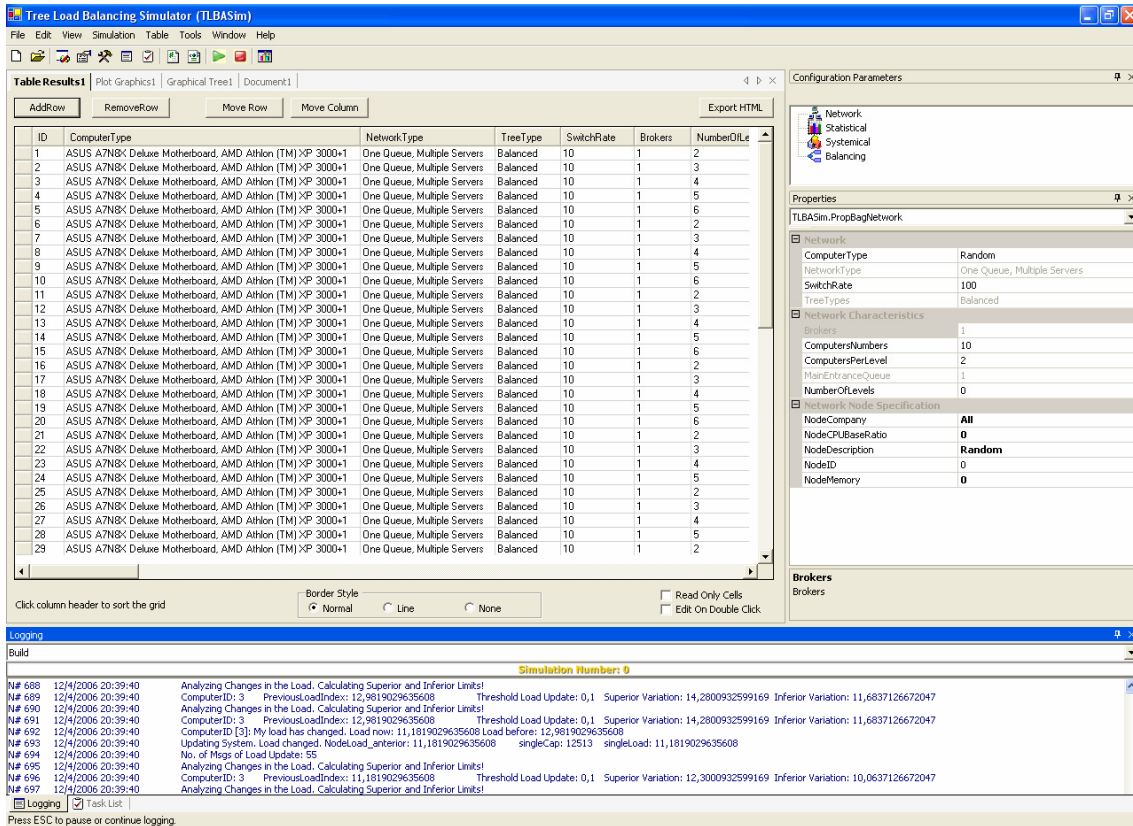 Tree Load Balancing Simulator (TLBASim)
File Edit View Simulation Table Tools Window Help
Table Results1 Plot Graphics1 Graphical Tree1 Document1
AddRow RemoveRow Move Row Move Column Export HTML
ID ComputerType NetworkType TreeType SwitchRate Brokers NumberOfLe
1 ASUS A7N8X Deluxe Motherboard, AMD Athlon (TM) XP 3000+1 One Queue, Multiple Servers Balanced 10 1 2
2 ASUS A7N8X Deluxe Motherboard, AMD Athlon (TM) XP 3000+1 One Queue, Multiple Servers Balanced 10 1 3
3 ASUS A7N8X Deluxe Motherboard, AMD Athlon (TM) XP 3000+1 One Queue, Multiple Servers Balanced 10 1 4
4 ASUS A7N8X Deluxe Motherboard, AMD Athlon (TM) XP 3000+1 One Queue, Multiple Servers Balanced 10 1 5
5 ASUS A7N8X Deluxe Motherboard, AMD Athlon (TM) XP 3000+1 One Queue, Multiple Servers Balanced 10 1 6
6 ASUS A7N8X Deluxe Motherboard, AMD Athlon (TM) XP 3000+1 One Queue, Multiple Servers Balanced 10 1 2
7 ASUS A7N8X Deluxe Motherboard, AMD Athlon (TM) XP 3000+1 One Queue, Multiple Servers Balanced 10 1 3
8 ASUS A7N8X Deluxe Motherboard, AMD Athlon (TM) XP 3000+1 One Queue, Multiple Servers Balanced 10 1 4
9 ASUS A7N8X Deluxe Motherboard, AMD Athlon (TM) XP 3000+1 One Queue, Multiple Servers Balanced 10 1 5
10 ASUS A7N8X Deluxe Motherboard, AMD Athlon (TM) XP 3000+1 One Queue, Multiple Servers Balanced 10 1 6
11 ASUS A7N8X Deluxe Motherboard, AMD Athlon (TM) XP 3000+1 One Queue, Multiple Servers Balanced 10 1 2
12 ASUS A7N8X Deluxe Motherboard, AMD Athlon (TM) XP 3000+1 One Queue, Multiple Servers Balanced 10 1 3
13 ASUS A7N8X Deluxe Motherboard, AMD Athlon (TM) XP 3000+1 One Queue, Multiple Servers Balanced 10 1 4
14 ASUS A7N8X Deluxe Motherboard, AMD Athlon (TM) XP 3000+1 One Queue, Multiple Servers Balanced 10 1 5
15 ASUS A7N8X Deluxe Motherboard, AMD Athlon (TM) XP 3000+1 One Queue, Multiple Servers Balanced 10 1 6
16 ASUS A7N8X Deluxe Motherboard, AMD Athlon (TM) XP 3000+1 One Queue, Multiple Servers Balanced 10 1 2
17 ASUS A7N8X Deluxe Motherboard, AMD Athlon (TM) XP 3000+1 One Queue, Multiple Servers Balanced 10 1 3
18 ASUS A7N8X Deluxe Motherboard, AMD Athlon (TM) XP 3000+1 One Queue, Multiple Servers Balanced 10 1 4
19 ASUS A7N8X Deluxe Motherboard, AMD Athlon (TM) XP 3000+1 One Queue, Multiple Servers Balanced 10 1 5
20 ASUS A7N8X Deluxe Motherboard, AMD Athlon (TM) XP 3000+1 One Queue, Multiple Servers Balanced 10 1 6
21 ASUS A7N8X Deluxe Motherboard, AMD Athlon (TM) XP 3000+1 One Queue, Multiple Servers Balanced 10 1 2
22 ASUS A7N8X Deluxe Motherboard, AMD Athlon (TM) XP 3000+1 One Queue, Multiple Servers Balanced 10 1 3
23 ASUS A7N8X Deluxe Motherboard, AMD Athlon (TM) XP 3000+1 One Queue, Multiple Servers Balanced 10 1 4
24 ASUS A7N8X Deluxe Motherboard, AMD Athlon (TM) XP 3000+1 One Queue, Multiple Servers Balanced 10 1 5
25 ASUS A7N8X Deluxe Motherboard, AMD Athlon (TM) XP 3000+1 One Queue, Multiple Servers Balanced 10 1 2
26 ASUS A7N8X Deluxe Motherboard, AMD Athlon (TM) XP 3000+1 One Queue, Multiple Servers Balanced 10 1 3
27 ASUS A7N8X Deluxe Motherboard, AMD Athlon (TM) XP 3000+1 One Queue, Multiple Servers Balanced 10 1 4
28 ASUS A7N8X Deluxe Motherboard, AMD Athlon (TM) XP 3000+1 One Queue, Multiple Servers Balanced 10 1 5
29 ASUS A7N8X Deluxe Motherboard, AMD Athlon (TM) XP 3000+1 One Queue, Multiple Servers Balanced 10 1 2
Click column header to sort the grid
Border Style
Normal Line None
Read Only Cells
Edit On Double Click
Configuration Parameters
Network
Statistical
Systemical
Balancing
Properties
TLBASim.PropBagNetwork
Network
ComputerType Random
NetworkType One Queue, Multiple Servers
SwitchRate 100
TreeTypes Balanced
Network Characteristics
Brokers 1
ComputersNumbers 10
ComputersPerLevel 2
MainEntranceQueue 1
NumberOfLevels 0
Network Node Specification
NodeCompany All
NodeCPUBaseRatio 0
NodeDescription Random
NodeID 0
NodeMemory 0
Brokers
Brokers
Logging
Build
Simulation Number: 0
N# 688 12/4/2006 20:39:40 Analyzing Changes in the Load. Calculating Superior and Inferior Limits!
N# 689 12/4/2006 20:39:40 ComputerID: 3 PreviousLoadIndex: 12,9819029635608 Threshold Load Update: 0,1 Superior Variation: 14,2800932599169 Inferior Variation: 11,6837126672047
N# 690 12/4/2006 20:39:40 Analyzing Changes in the Load. Calculating Superior and Inferior Limits!
N# 691 12/4/2006 20:39:40 ComputerID: 3 PreviousLoadIndex: 12,9819029635608 Threshold Load Update: 0,1 Superior Variation: 14,2800932599169 Inferior Variation: 11,6837126672047
N# 692 12/4/2006 20:39:40 ComputerID [3]: My load has changed. Load now: 11,1819029635608 Load before: 12,9819029635608
N# 693 12/4/2006 20:39:40 Updating System. Load changed. NodeLoad_anterior: 11,1819029635608 singleCap: 12513 singleLoad: 11,1819029635608
N# 694 12/4/2006 20:39:40 No. of Msgs of Load Update: 55
N# 695 12/4/2006 20:39:40 Analyzing Changes in the Load. Calculating Superior and Inferior Limits!
N# 696 12/4/2006 20:39:40 ComputerID: 3 PreviousLoadIndex: 11,1819029635608 Threshold Load Update: 0,1 Superior Variation: 12,3000932599169 Inferior Variation: 10,0637126672047
N# 697 12/4/2006 20:39:40 Analyzing Changes in the Load. Calculating Superior and Inferior Limits!
Logging Task List
Press ESC to pause or continue logging.